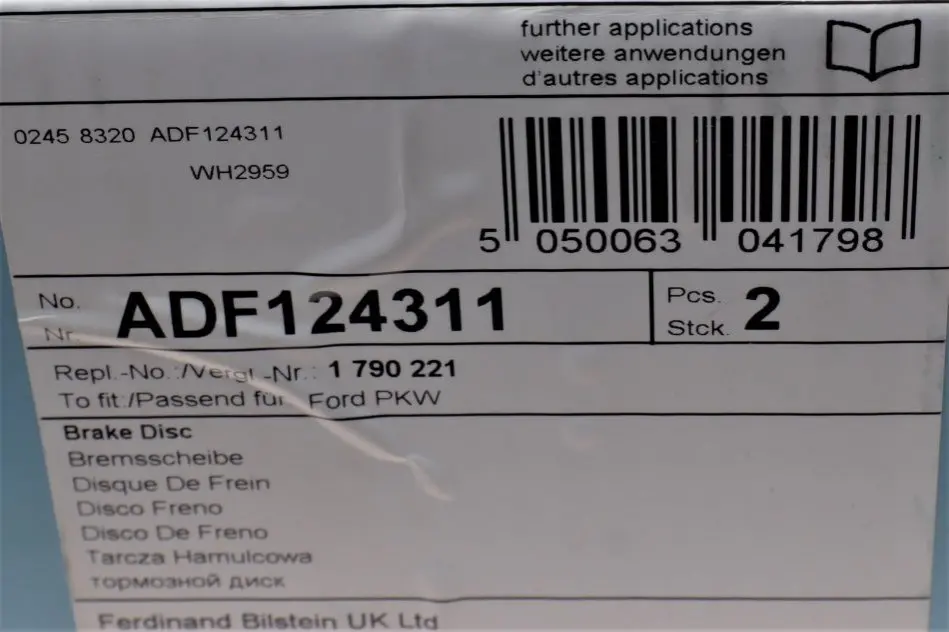 further applications
weitere anwendungen
d'autres applications
0245 8320 ADF124311
WH2959
5 050063 041798
No. Nr. ADF124311
Pcs. Stck. 2
Repl.-No.:/Vergl.-Nr.: 1 790 221
To fit:/Passend für Ford PKW
Brake Disc
Bremsscheibe
Disque De Frein
Disco Freno
Disco De Freno
Tarcza Hamulcowa
тормозной диск
Ferdinand Bilstein UK Ltd